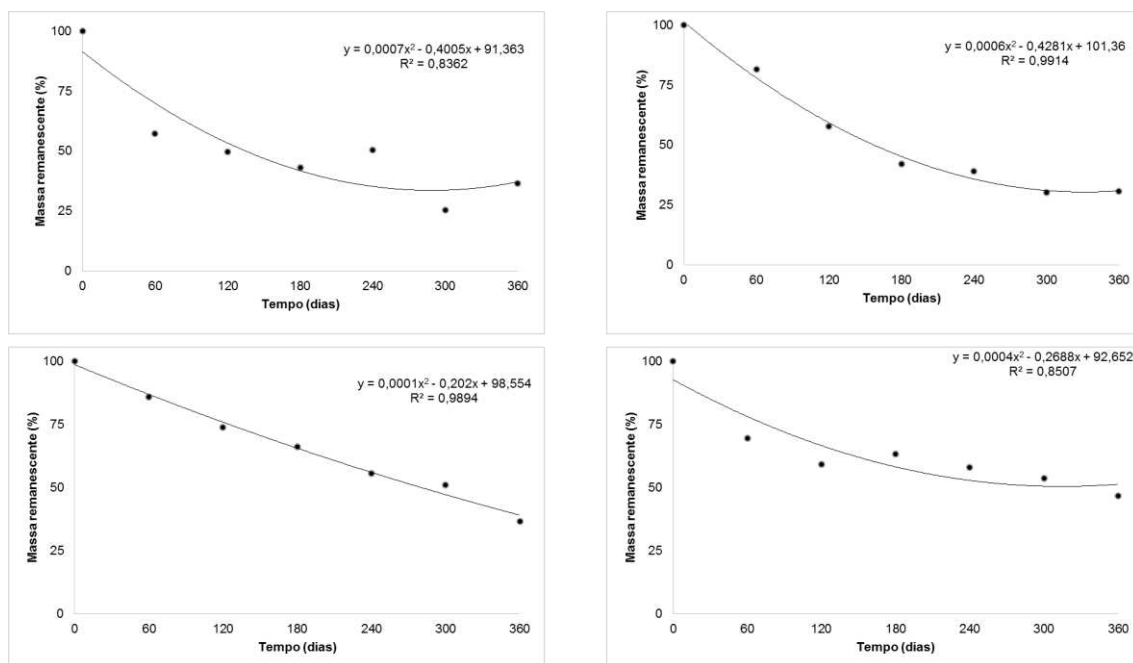 y = 0,0007x² - 0,4005x + 91,363
R² = 0,8362
Massa remanescente (%)
100
75
50
25
0
0 60 120 180 240 300 360
Tempo (dias)
y = 0,0006x² - 0,4281x + 101,36
R² = 0,9914
Massa remanescente (%)
100
75
50
25
0
0 60 120 180 240 300 360
Tempo (dias)
y = 0,0001x² - 0,202x + 98,554
R² = 0,9894
Massa remanescente (%)
100
75
50
25
0
0 60 120 180 240 300 360
Tempo (dias)
y = 0,0004x² - 0,2688x + 92,652
R² = 0,8507
Massa remanescente (%)
100
75
50
25
0
0 60 120 180 240 300 360
Tempo (dias)